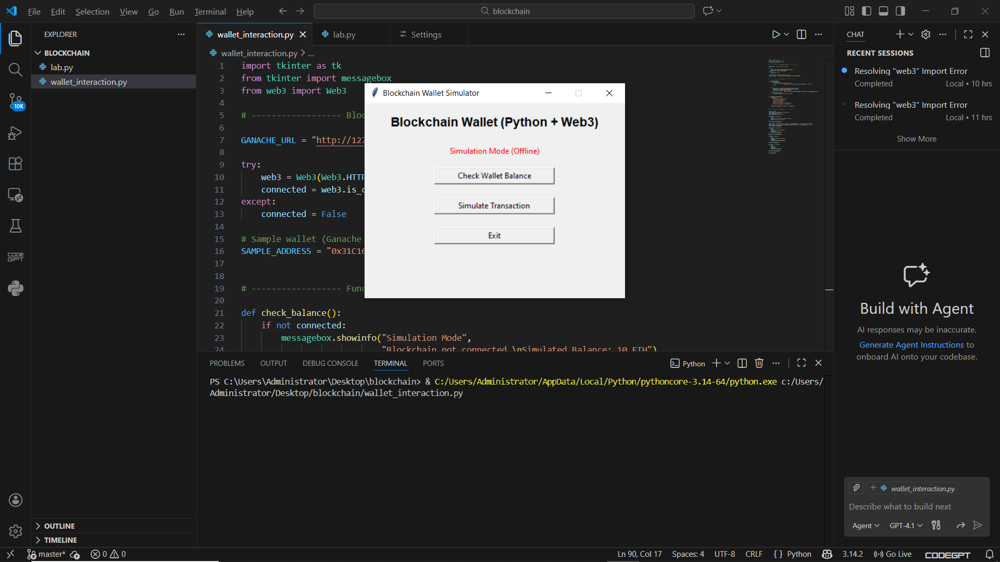 File Edit Selection View Go Run Terminal Help
blockchain
EXPLORER
BLOCKCHAIN
lab.py
wallet_interaction.py
10K
CODE
GPT
OUTLINE
TIMELINE
wallet_interaction.py lab.py Settings
wallet_interaction.py > ...
1 import tkinter as tk
2 from tkinter import messagebox
3 from web3 import Web3
4
5 # ------------------ Bloc
6
7 GANACHE_URL = "http://127
8
9 try:
10 web3 = Web3(Web3.HTTP
11 connected = web3.is_c
12 except:
13 connected = False
14
15 # Sample wallet (Ganache
16 SAMPLE_ADDRESS = "0x31C16
17
18
19 # ------------------ Func
20
21 def check_balance():
22 if not connected:
23 messagebox.showinfo("Simulation Mode",
24 "Blockchain not connected.\nSimulated Balance: 10 ETH")
Blockchain Wallet Simulator
Blockchain Wallet (Python + Web3)
Simulation Mode (Offline)
Check Wallet Balance
Simulate Transaction
Exit
PROBLEMS OUTPUT DEBUG CONSOLE TERMINAL PORTS
Python
PS C:\Users\Administrator\Desktop\blockchain> & C:/Users/Administrator/AppData/Local/Python/pythoncore-3.14-64/python.exe c:/Users/
Administrator/Desktop/blockchain/wallet_interaction.py
CHAT
RECENT SESSIONS
Resolving "web3" Import Error
Completed Local • 10 hrs
Resolving "web3" Import Error
Completed Local • 11 hrs
Show More
Build with Agent
AI responses may be inaccurate.
Generate Agent Instructions to
onboard AI onto your codebase.
wallet_interaction.py
Describe what to build next
Agent GPT-4.1
master* 0 0
Ln 90, Col 17 Spaces: 4 UTF-8 CRLF { } Python 3.14.2 Go Live CODEGPT